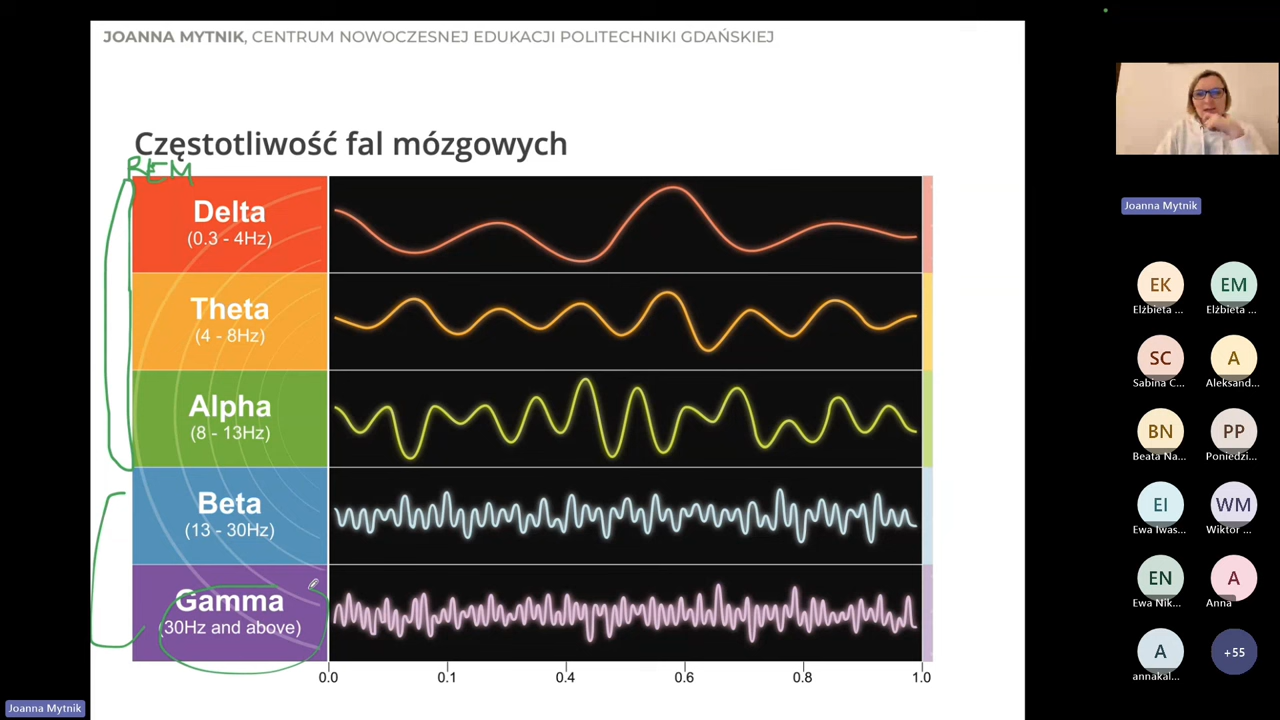 JOANNA MYTNIK, CENTRUM NOWOCZESNEJ EDUKACJI POLITECHNIKI GDAŃSKIEJ
Częstotliwość fal mózgowych
REM
Delta
(0.3 - 4Hz)
Theta
(4 - 8Hz)
Alpha
(8 - 13Hz)
Beta
(13 - 30Hz)
Gamma
(30Hz and above)
0.0 0.1 0.4 0.6 0.8 1.0
Joanna Mytnik
Joanna Mytnik
EK EM
Elżbieta ... Elżbieta ...
SC A
Sabina C... Aleksand...
BN PP
Beata Na... Poniedzi...
EI WM
Ewa Iwas... Wiktor ...
EN A
Ewa Nik... Anna
A +55
annakal...